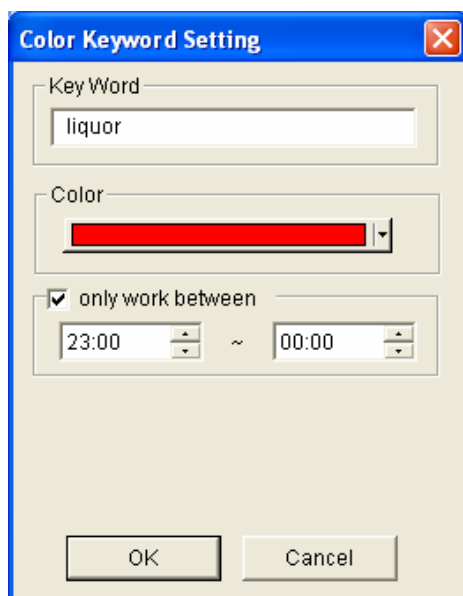 Color Keyword Setting
Key Word
liquor
Color
only work between
23:00 ~ 00:00
OK Cancel